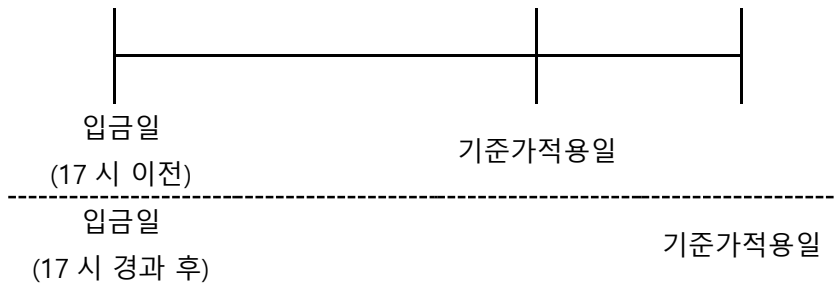 입금일
(17 시 이전)
기준가적용일
입금일
(17 시 경과 후)
기준가적용일